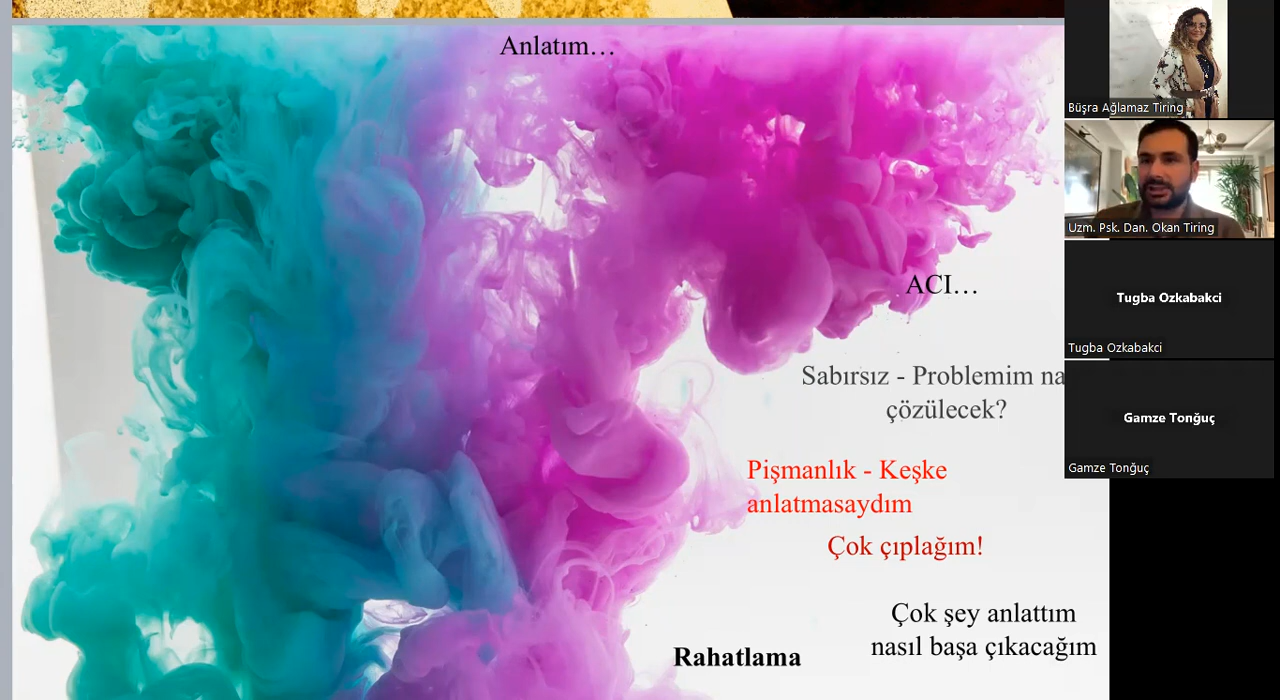 Anlatım…
ACI…
Sabırsız - Problemim
çözülecek?
Pişmanlık - Keşke
anlatmasaydım
Çok çıplağım!
Çok şey anlattım
nasıl başa çıkacağım
Rahatlama
Büşra Ağlamaz Tiring
Uzm. Psk. Dan. Okan Tiring
Tugba Ozkabakci
Tugba Ozkabakci
Gamze Tonğuç
Gamze Tonğuç